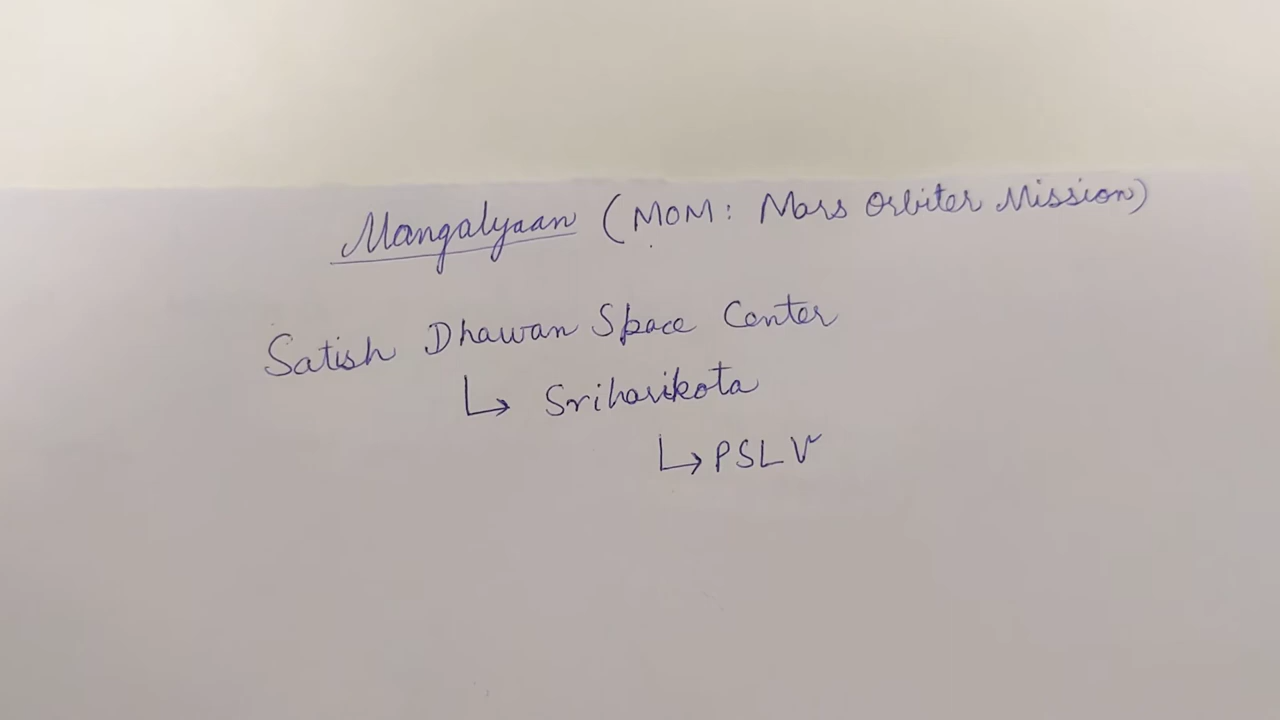 Mangalyaan (MOM: Mars Orbiter Mission)
Satish Dhawan Space Center
↳ Sriharikota
↳ PSLV